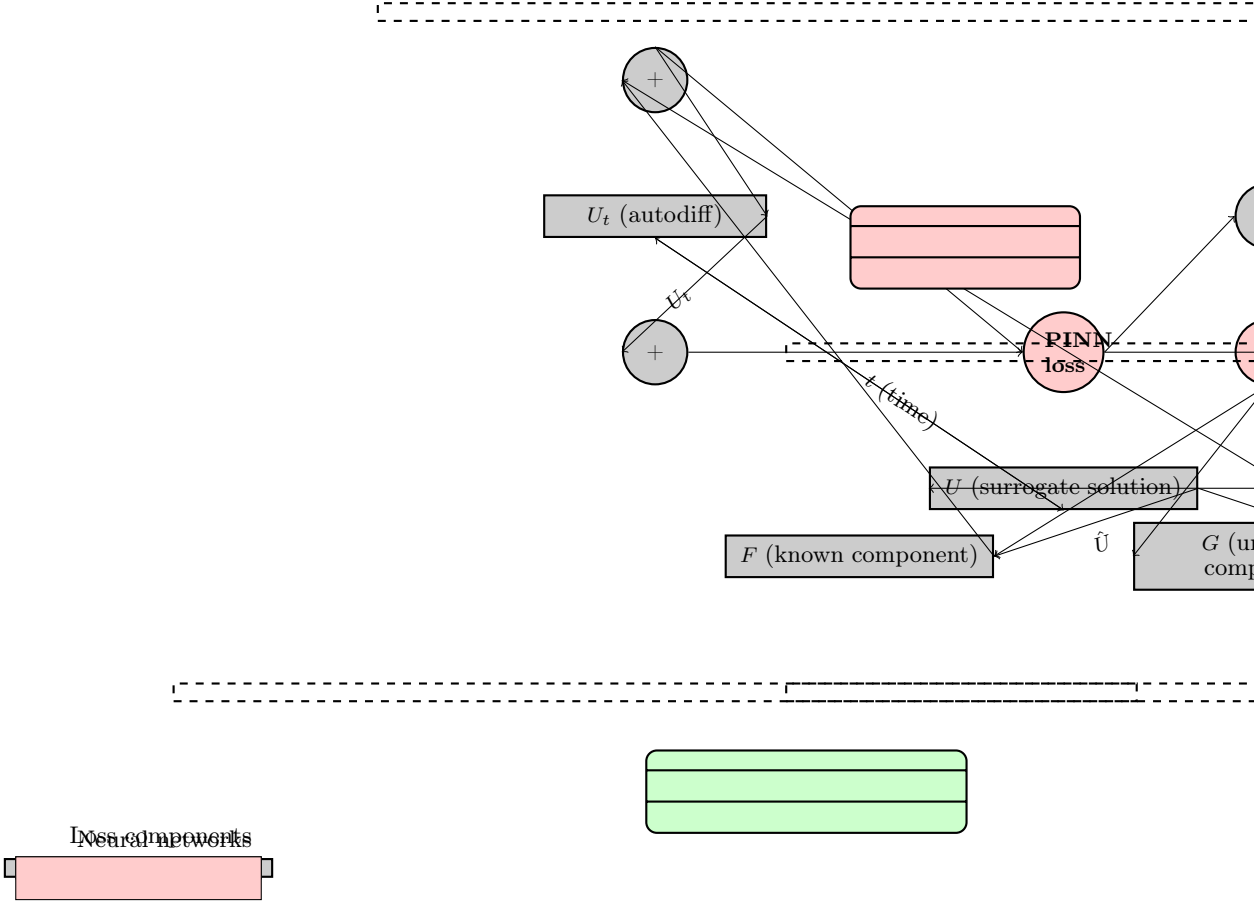 +
U_t (autodiff)
U_t
+
PINN
loss
t (time)
U (surrogate solution)
Û
F (known component)
G (un
comp
Loss components
Neural networks